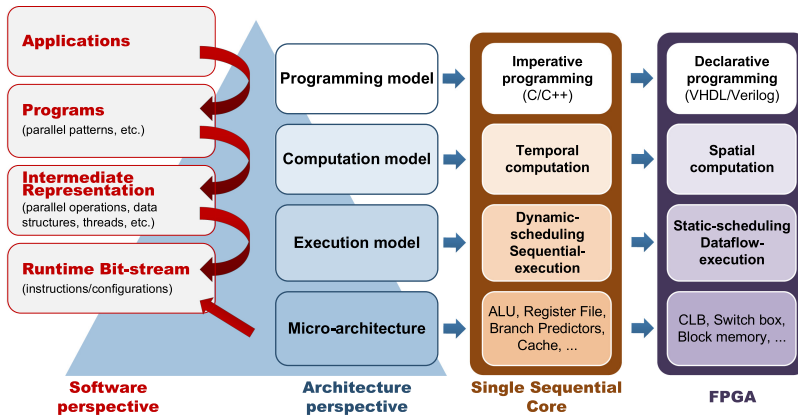 Applications
Programs
(parallel patterns, etc.)
Intermediate
Representation
(parallel operations, data
structures, threads, etc.)
Runtime Bit-stream
(instructions/configurations)
Software
perspective
Programming model
Computation model
Execution model
Micro-architecture
Architecture
perspective
Imperative
programming
(C/C++)
Temporal
computation
Dynamic-
scheduling
Sequential-
execution
ALU, Register File,
Branch Predictors,
Cache, ...
Single Sequential
Core
Declarative
programming
(VHDL/Verilog)
Spatial
computation
Static-scheduling
Dataflow-
execution
CLB, Switch box,
Block memory, ...
FPGA